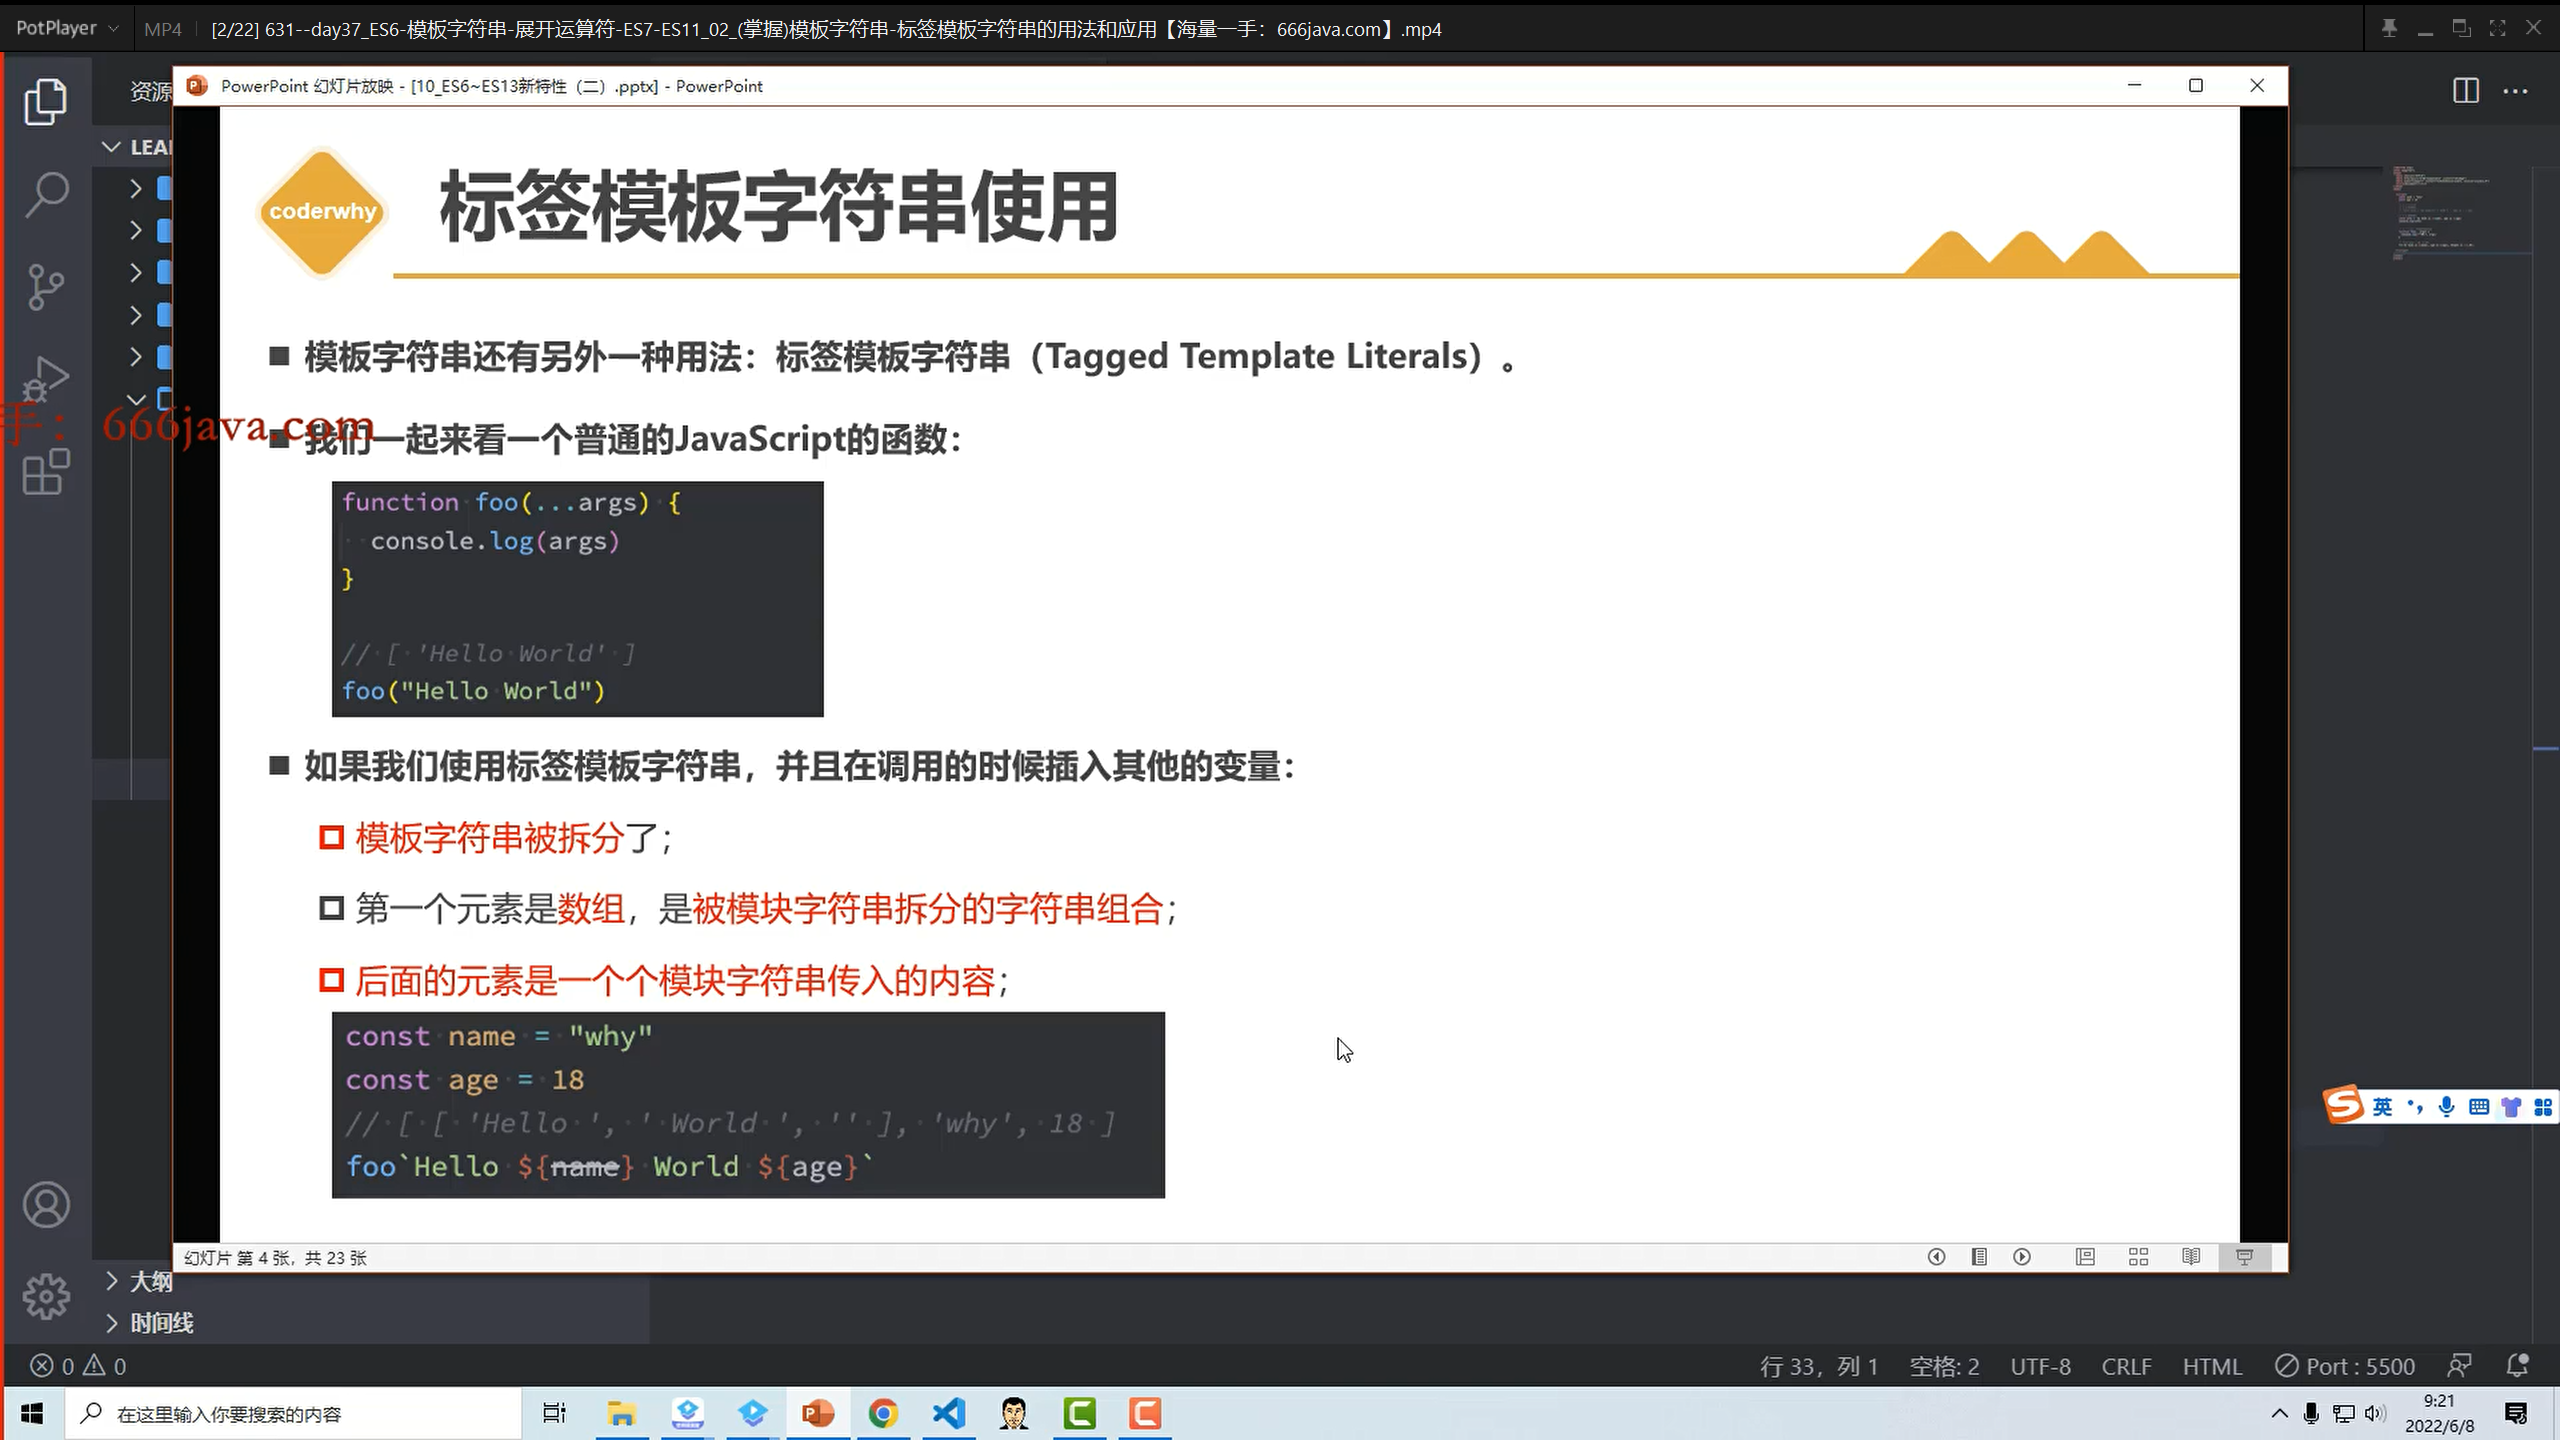 PotPlayer MP4 [2/22] 631--day37_ES6-模板字符串-展开运算符-ES7-ES11_02_(掌握)模板字符串-标签模板字符串的用法和应用【海量一手：666java.com】.mp4
资源
PowerPoint 幻灯片放映 - [10_ES6~ES13新特性（二）.pptx] - PowerPoint
LEA
coderwhy
标签模板字符串使用
模板字符串还有另外一种用法：标签模板字符串（Tagged Template Literals）。
手：666java.com
我们一起来看一个普通的JavaScript的函数：
function foo(...args) {
console.log(args)
}
// [ 'Hello World' ]
foo("Hello World")
如果我们使用标签模板字符串，并且在调用的时候插入其他的变量：
模板字符串被拆分了；
第一个元素是数组，是被模块字符串拆分的字符串组合；
后面的元素是一个个模块字符串传入的内容；
const name = "why"
const age = 18
// [ [ 'Hello ', ' World ', '' ], 'why', 18 ]
foo`Hello ${name} World ${age}`
英
幻灯片 第 4 张，共 23 张
大纲
时间线
0 0 行 33，列 1 空格: 2 UTF-8 CRLF HTML Port : 5500
在这里输入你要搜索的内容
9:21
2022/6/8